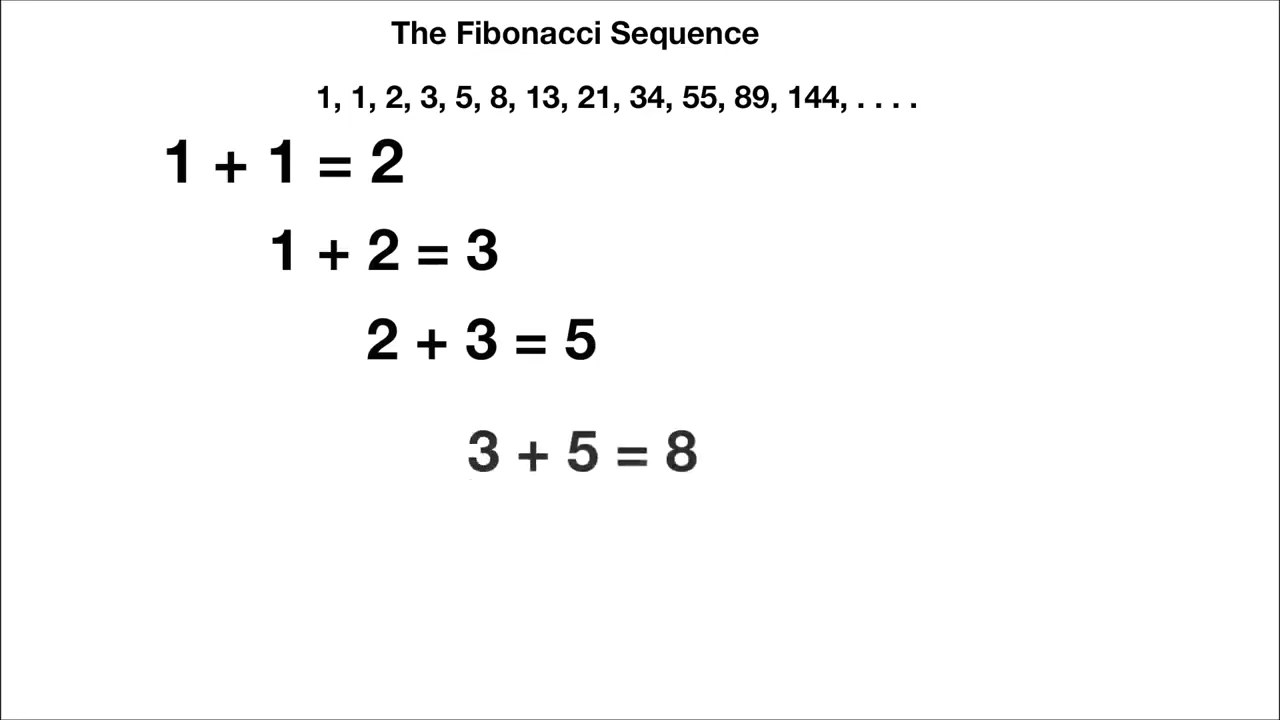 The Fibonacci Sequence
1, 1, 2, 3, 5, 8, 13, 21, 34, 55, 89, 144, . . . .
1 + 1 = 2
1 + 2 = 3
2 + 3 = 5
3 + 5 = 8